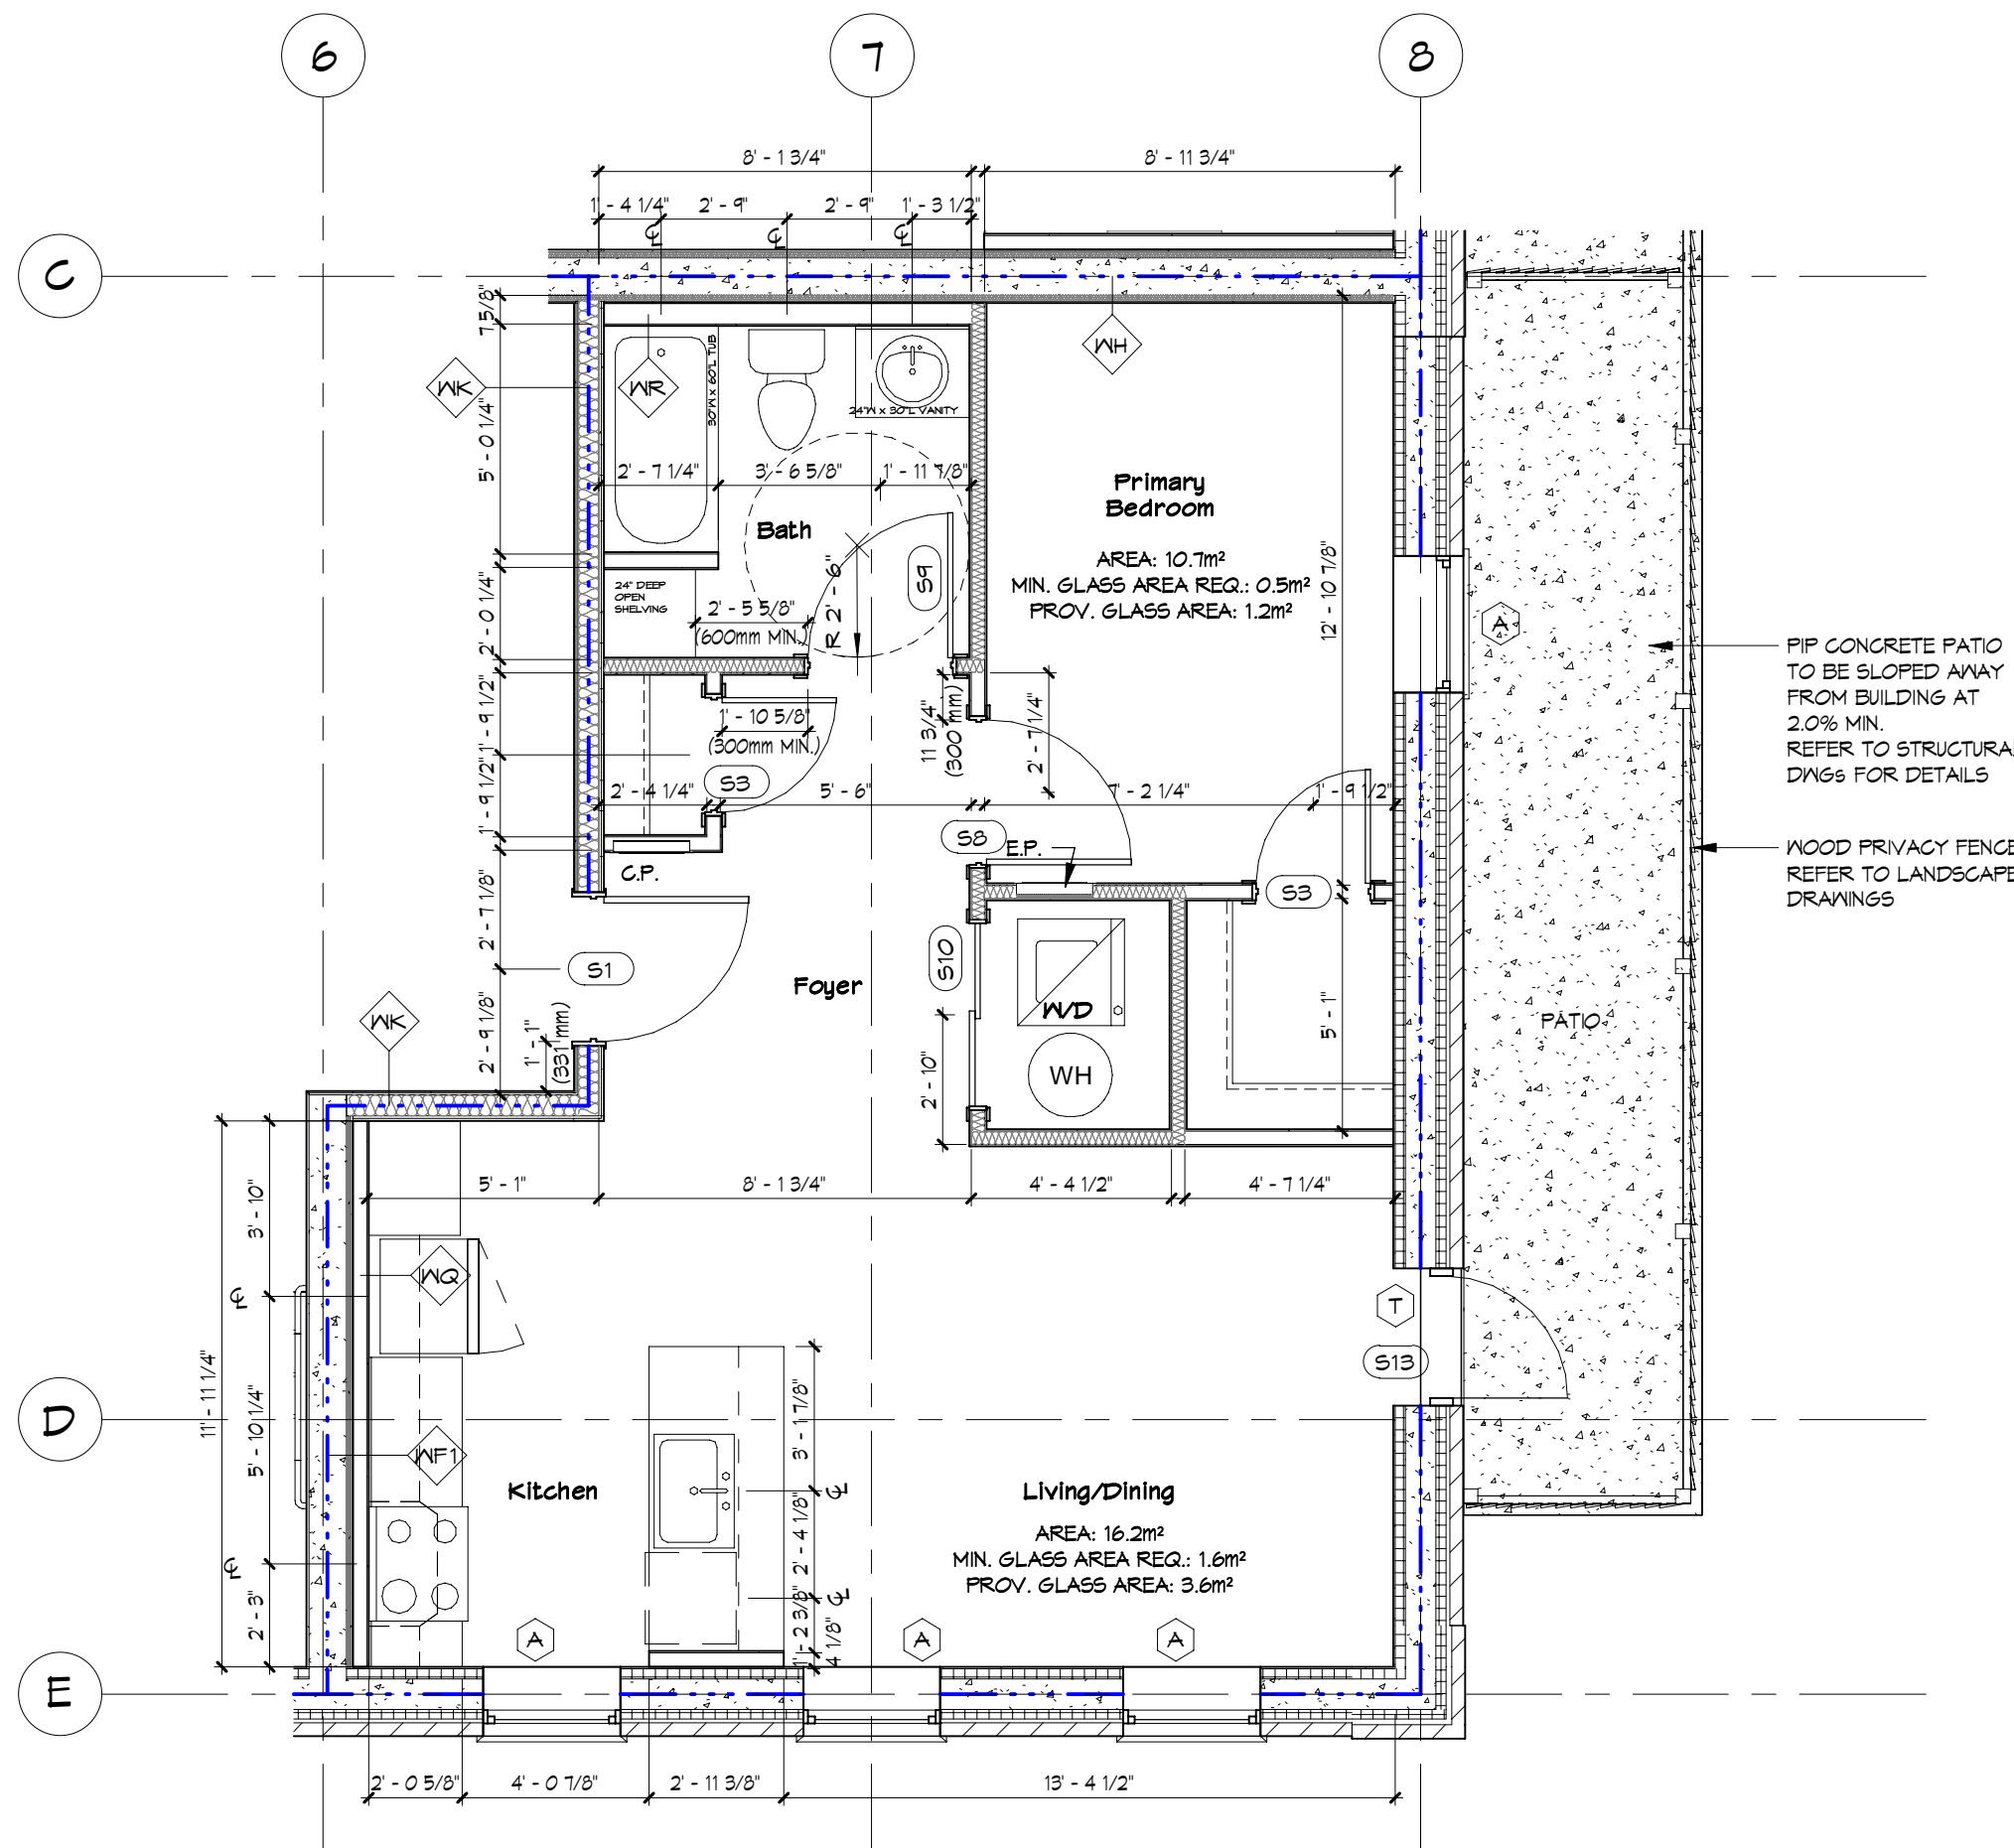 6
7
8
8' - 1 3/4"
8' - 11 3/4"
1' - 4 1/4"
2' - 9"
2' - 9"
1' - 3 1/2"
C
7 5/8"
WH
WK
WR
30"W x 60"L TUB
24"W x 30"L VANITY
5' - 0 1/4"
2' - 7 1/4"
3' - 6 5/8"
1' - 11 7/8"
Primary
Bedroom
Bath
AREA: 10.7m²
MIN. GLASS AREA REQ.: 0.5m²
PROV. GLASS AREA: 1.2m²
12' - 10 7/8"
S9
R 2' - 6"
24" DEEP
OPEN
SHELVING
2' - 5 5/8"
(600mm MIN.)
2' - 0 1/4"
A
PIP CONCRETE PATIO
TO BE SLOPED AWAY
FROM BUILDING AT
2.0% MIN.
REFER TO STRUCTURAL
DWGs FOR DETAILS
1' - 9 1/2"
1' - 9 1/2"
1' - 10 5/8"
(300mm MIN.)
11 3/4"
(300 mm)
2' - 7 1/4"
S3
2' - 4 1/4"
5' - 6"
7' - 2 1/4"
1' - 9 1/2"
S8
E.P.
C.P.
S3
WOOD PRIVACY FENCE
REFER TO LANDSCAPE
DRAWINGS
2' - 7 1/8"
S1
S10
Foyer
W/D
WH
WK
2' - 9 1/8"
1' - 1"
(331 mm)
2' - 10"
5' - 1"
PATIO
5' - 1"
8' - 1 3/4"
4' - 4 1/2"
4' - 7 1/4"
3' - 10"
WQ
T
S13
11' - 11 1/4"
5' - 10 1/4"
3' - 1 7/8"
D
WF1
Kitchen
Living/Dining
AREA: 16.2m²
MIN. GLASS AREA REQ.: 1.6m²
PROV. GLASS AREA: 3.6m²
2' - 4 1/8"
1' - 2 3/8"
4 1/8"
2' - 3"
A
A
A
E
2' - 0 5/8"
4' - 0 7/8"
2' - 11 3/8"
13' - 4 1/2"